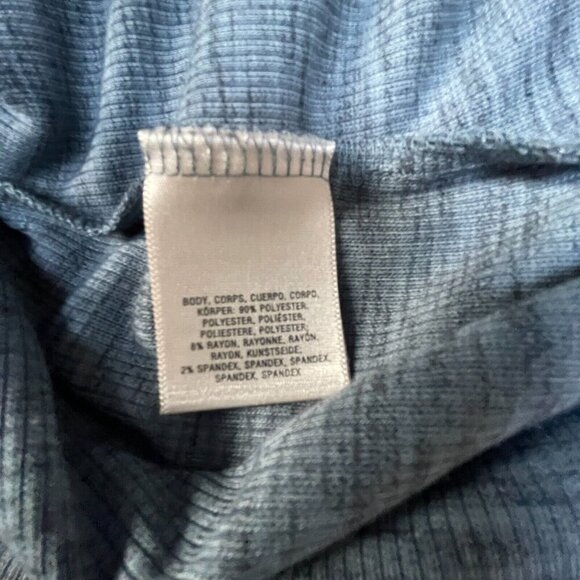 BODY, CORPS, CUERPO, CORPO,
KÖRPER: 90% POLYESTER,
POLYESTER, POLIÉSTER,
POLIESTERE, POLYESTER;
8% RAYON, RAYONNE, RAYÓN,
RAYON, KUNSTSEIDE;
2% SPANDEX, SPANDEX, SPANDEX,
SPANDEX, SPANDEX